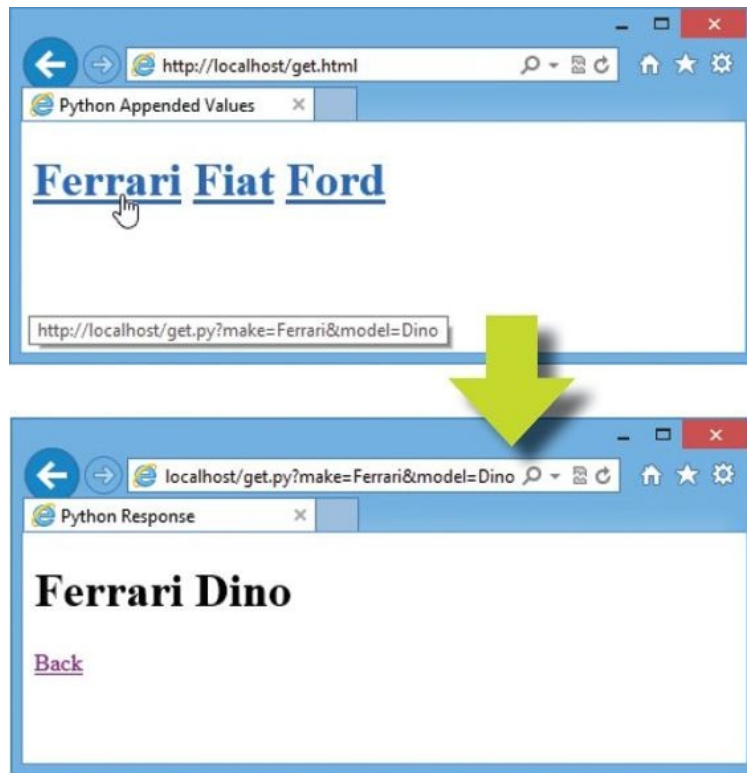 http://localhost/get.html
Python Appended Values
Ferrari Fiat Ford
http://localhost/get.py?make=Ferrari&model=Dino
localhost/get.py?make=Ferrari&model=Dino
Python Response
Ferrari Dino
Back